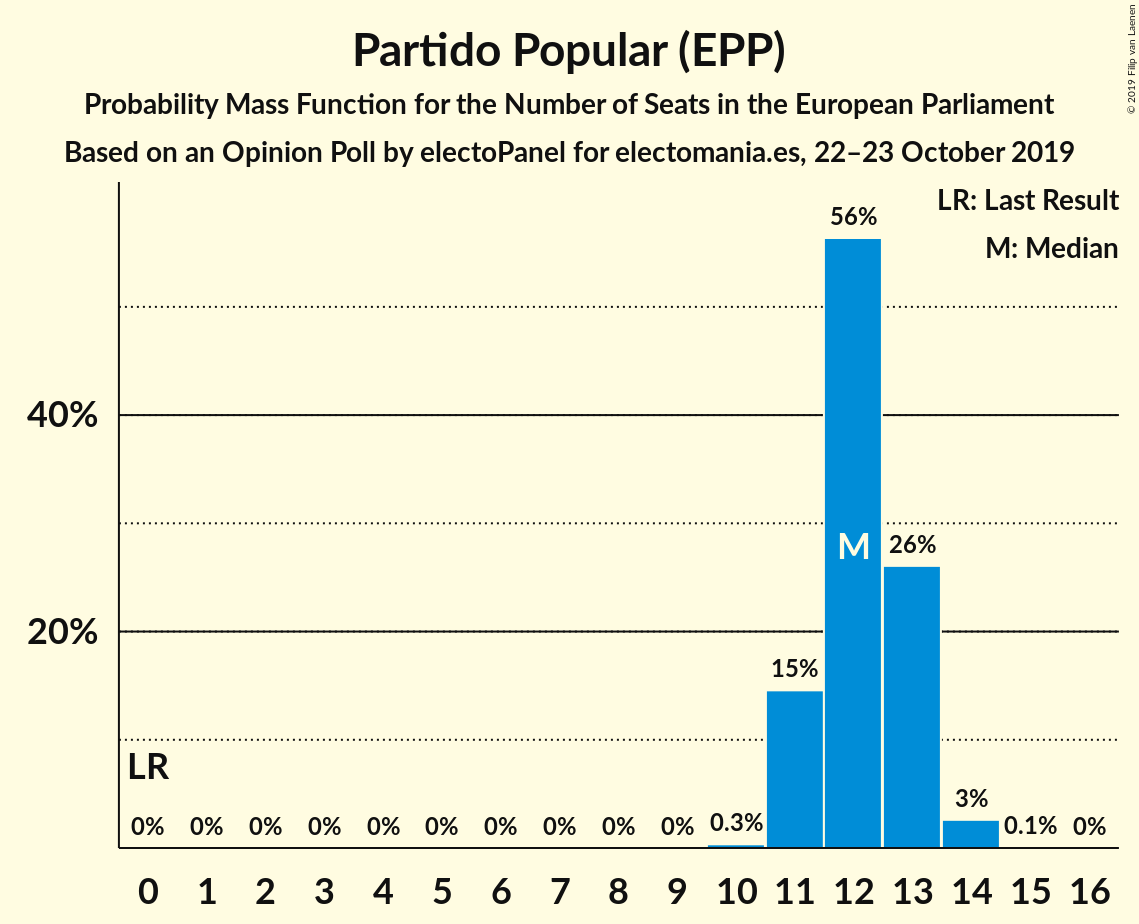 Partido Popular (EPP)
Probability Mass Function for the Number of Seats in the European Parliament
Based on an Opinion Poll by electoPanel for electomania.es, 22–23 October 2019
© 2019 Filip van Laenen
LR: Last Result
M: Median
56%
40%
M
26%
20%
15%
LR
0% 0% 0% 0% 0% 0% 0% 0% 0% 0% 0.3% 3% 0.1% 0%
0 1 2 3 4 5 6 7 8 9 10 11 12 13 14 15 16